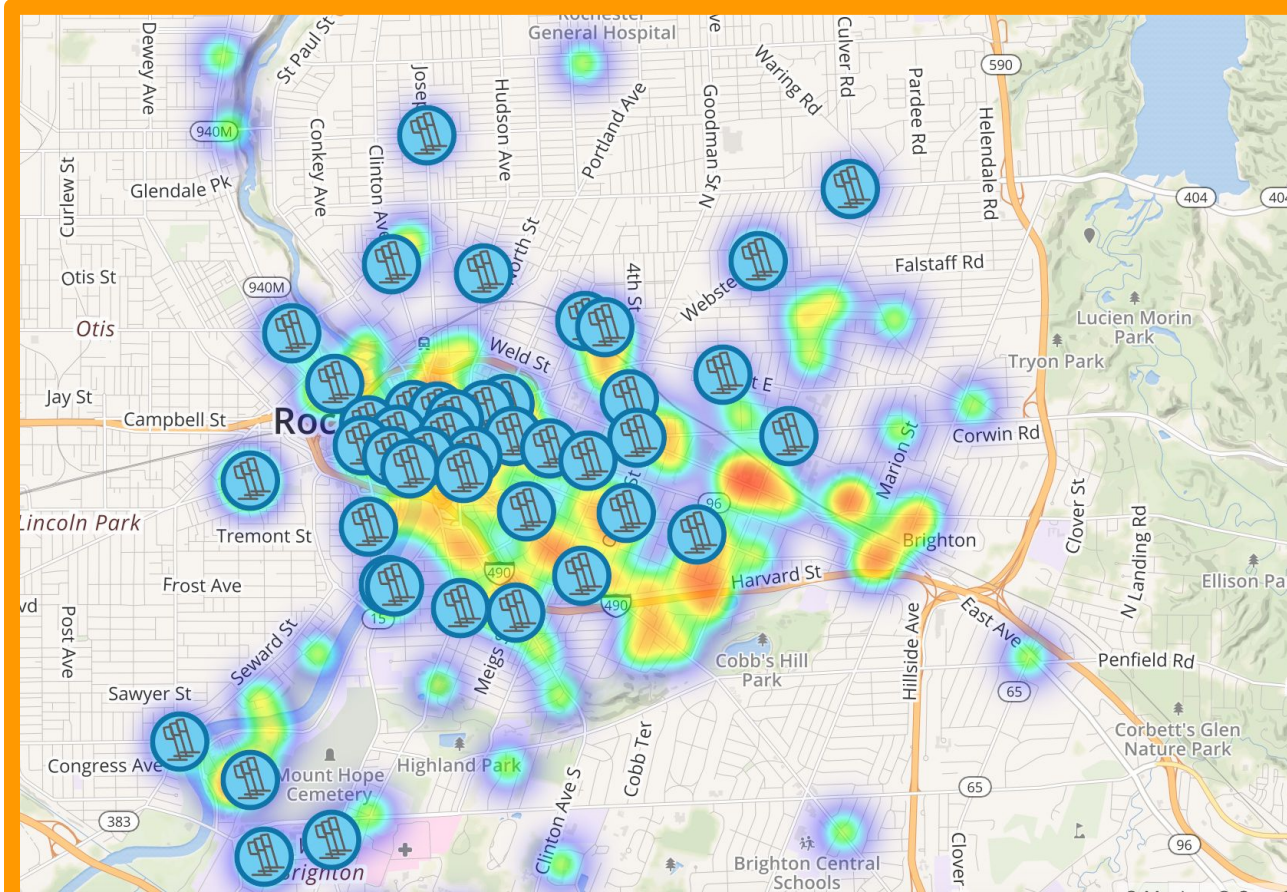 Rochester
General Hospital
Dewey Ave
St Paul St
Hudson Ave
Portland Ave
Goodman St N
Waring Rd
Culver Rd
Pardee Rd
Helendale Rd
590
940M
Conkey Ave
Clinton Ave
Glendale Pk
Curlew St
404
404
Otis St
940M
North St
4th St
Falstaff Rd
Otis
Lucien Morin
Park
Tryon Park
Weld St
Jay St
Campbell St
Roc
t E
Corwin Rd
Marion St
Lincoln Park
St
96
Clover St
N Landing Rd
Tremont St
Brighton
Frost Ave
490
Harvard St
490
Ellison Pa
vd
Post Ave
15
East Ave
Hillside Ave
Seward St
Cobb's Hill
Park
Penfield Rd
Meigs
65
Sawyer St
Corbett's Glen
Nature Park
Congress Ave
Mount Hope
Cemetery
Highland Park
Cobb Ter
65
383
Clinton Ave S
96
Brighton Central
Schools
Clover
Brighton